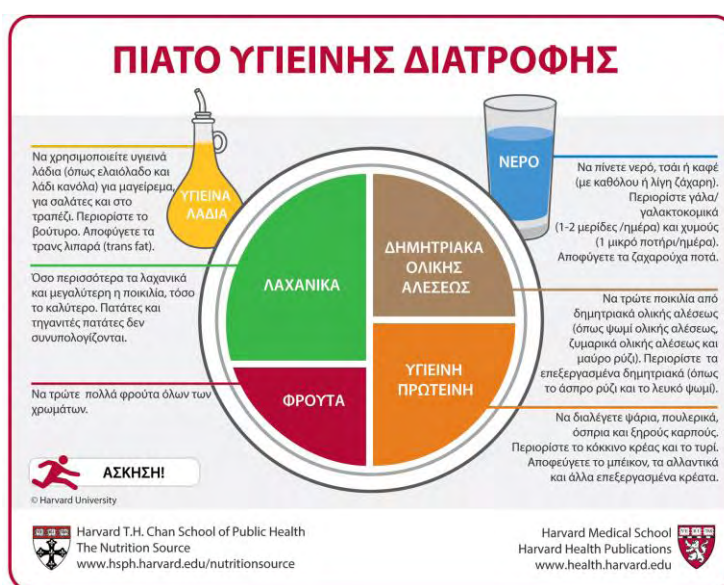 ΠΙΑΤΟ ΥΓΙΕΙΝΗΣ ΔΙΑΤΡΟΦΗΣ
Να χρησιμοποιείτε υγιεινά
λάδια (όπως ελαιόλαδο και
λάδι κανόλα) για μαγείρεμα,
για σαλάτες και στο
τραπέζι. Περιορίστε το
βούτυρο. Αποφύγετε τα
τρανς λιπαρά (trans fat).
ΥΓΙΕΙΝΑ
ΛΑΔΙΑ
Όσο περισσότερα τα λαχανικά
και μεγαλύτερη η ποικιλία, τόσο
το καλύτερο. Πατάτες και
τηγανιτές πατάτες δεν
συνυπολογίζονται.
Να τρώτε πολλά φρούτα όλων των
χρωμάτων.
ΛΑΧΑΝΙΚΑ
ΦΡΟΥΤΑ
ΔΗΜΗΤΡΙΑΚΑ
ΟΛΙΚΗΣ
ΑΛΕΣΕΩΣ
ΥΓΙΕΙΝΗ
ΠΡΩΤΕΙΝΗ
ΝΕΡΟ
Να πίνετε νερό, τσάι ή καφέ
(με καθόλου ή λίγη ζάχαρη).
Περιορίστε γάλα/
γαλακτοκομικά
(1-2 μερίδες /ημέρα) και χυμούς
(1 μικρό ποτήρι/ημέρα).
Αποφύγετε τα ζαχαρούχα ποτά.
Να τρώτε ποικιλία από
δημητριακά ολικής αλέσεως
(όπως ψωμί ολικής αλέσεως,
ζυμαρικά ολικής αλέσεως και
μαύρο ρύζι). Περιορίστε τα
επεξεργασμένα δημητριακά (όπως
το άσπρο ρύζι και το λευκό ψωμί).
Να διαλέγετε ψάρια, πουλερικά,
όσπρια και ξηρούς καρπούς.
Περιορίστε το κόκκινο κρέας και το τυρί.
Αποφεύγετε το μπέικον, τα αλλαντικά
και άλλα επεξεργασμένα κρέατα.
ΑΣΚΗΣΗ!
© Harvard University
Harvard T.H. Chan School of Public Health
The Nutrition Source
www.hsph.harvard.edu/nutritionsource
Harvard Medical School
Harvard Health Publications
www.health.harvard.edu